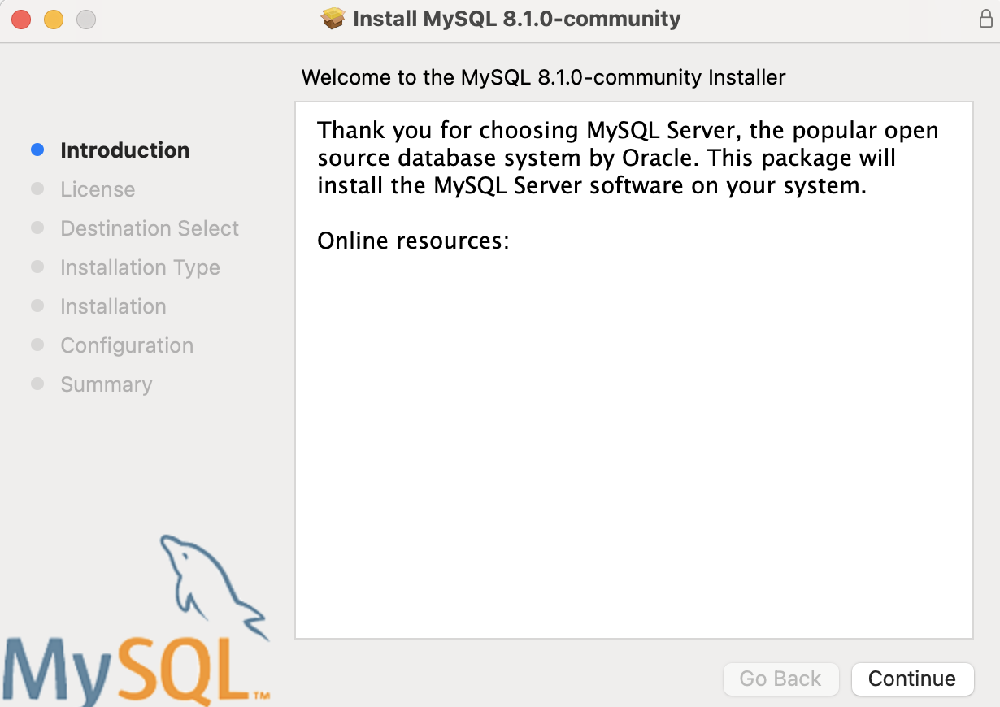 Install MySQL 8.1.0-community
Welcome to the MySQL 8.1.0-community Installer
Introduction
License
Destination Select
Installation Type
Installation
Configuration
Summary
Thank you for choosing MySQL Server, the popular open
source database system by Oracle. This package will
install the MySQL Server software on your system.
Online resources:
MySQL™
Go Back
Continue